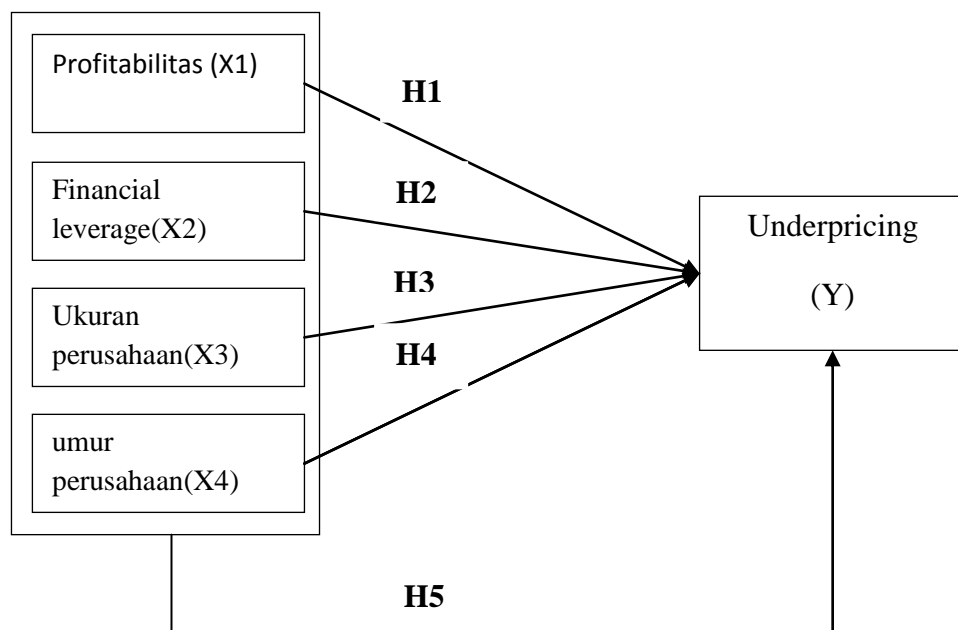 Profitabilitas (X1)
H1
Financial
leverage(X2)
H2
Underpricing
(Y)
H3
Ukuran
perusahaan(X3)
H4
umur
perusahaan(X4)
H5